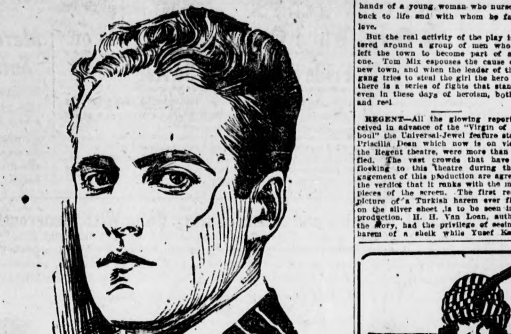 hands of a young woman who nurse
back to life and with whom he fa
love.
But the real activity of the play i
tered around a group of men who
left the town to become part of a
one. Tom Mix espouses the cause o
new town, and when the leader of th
gang tries to steal the girl the hero
there is a series of fights that stan
even in these days of heroism, both
and reel
REGENT—All the glowing report
ceived in advance of the "Virgin of
boul" the Universal-Jewel feature sta
Priscilla Dean which now is on vie
the Regent theatre, were more than
fied. The vast crowds that have
flocking to this theatre during th
gagement of this production are agre
the verdict that it ranks with the m
pieces of the screen. The first re
picture of a Turkish harem ever fi
on the silver sheet is to be seen in
production. H. H. Van Loan, auth
the story, had the privilege of seein
harem of a sheik while Yusef Ka